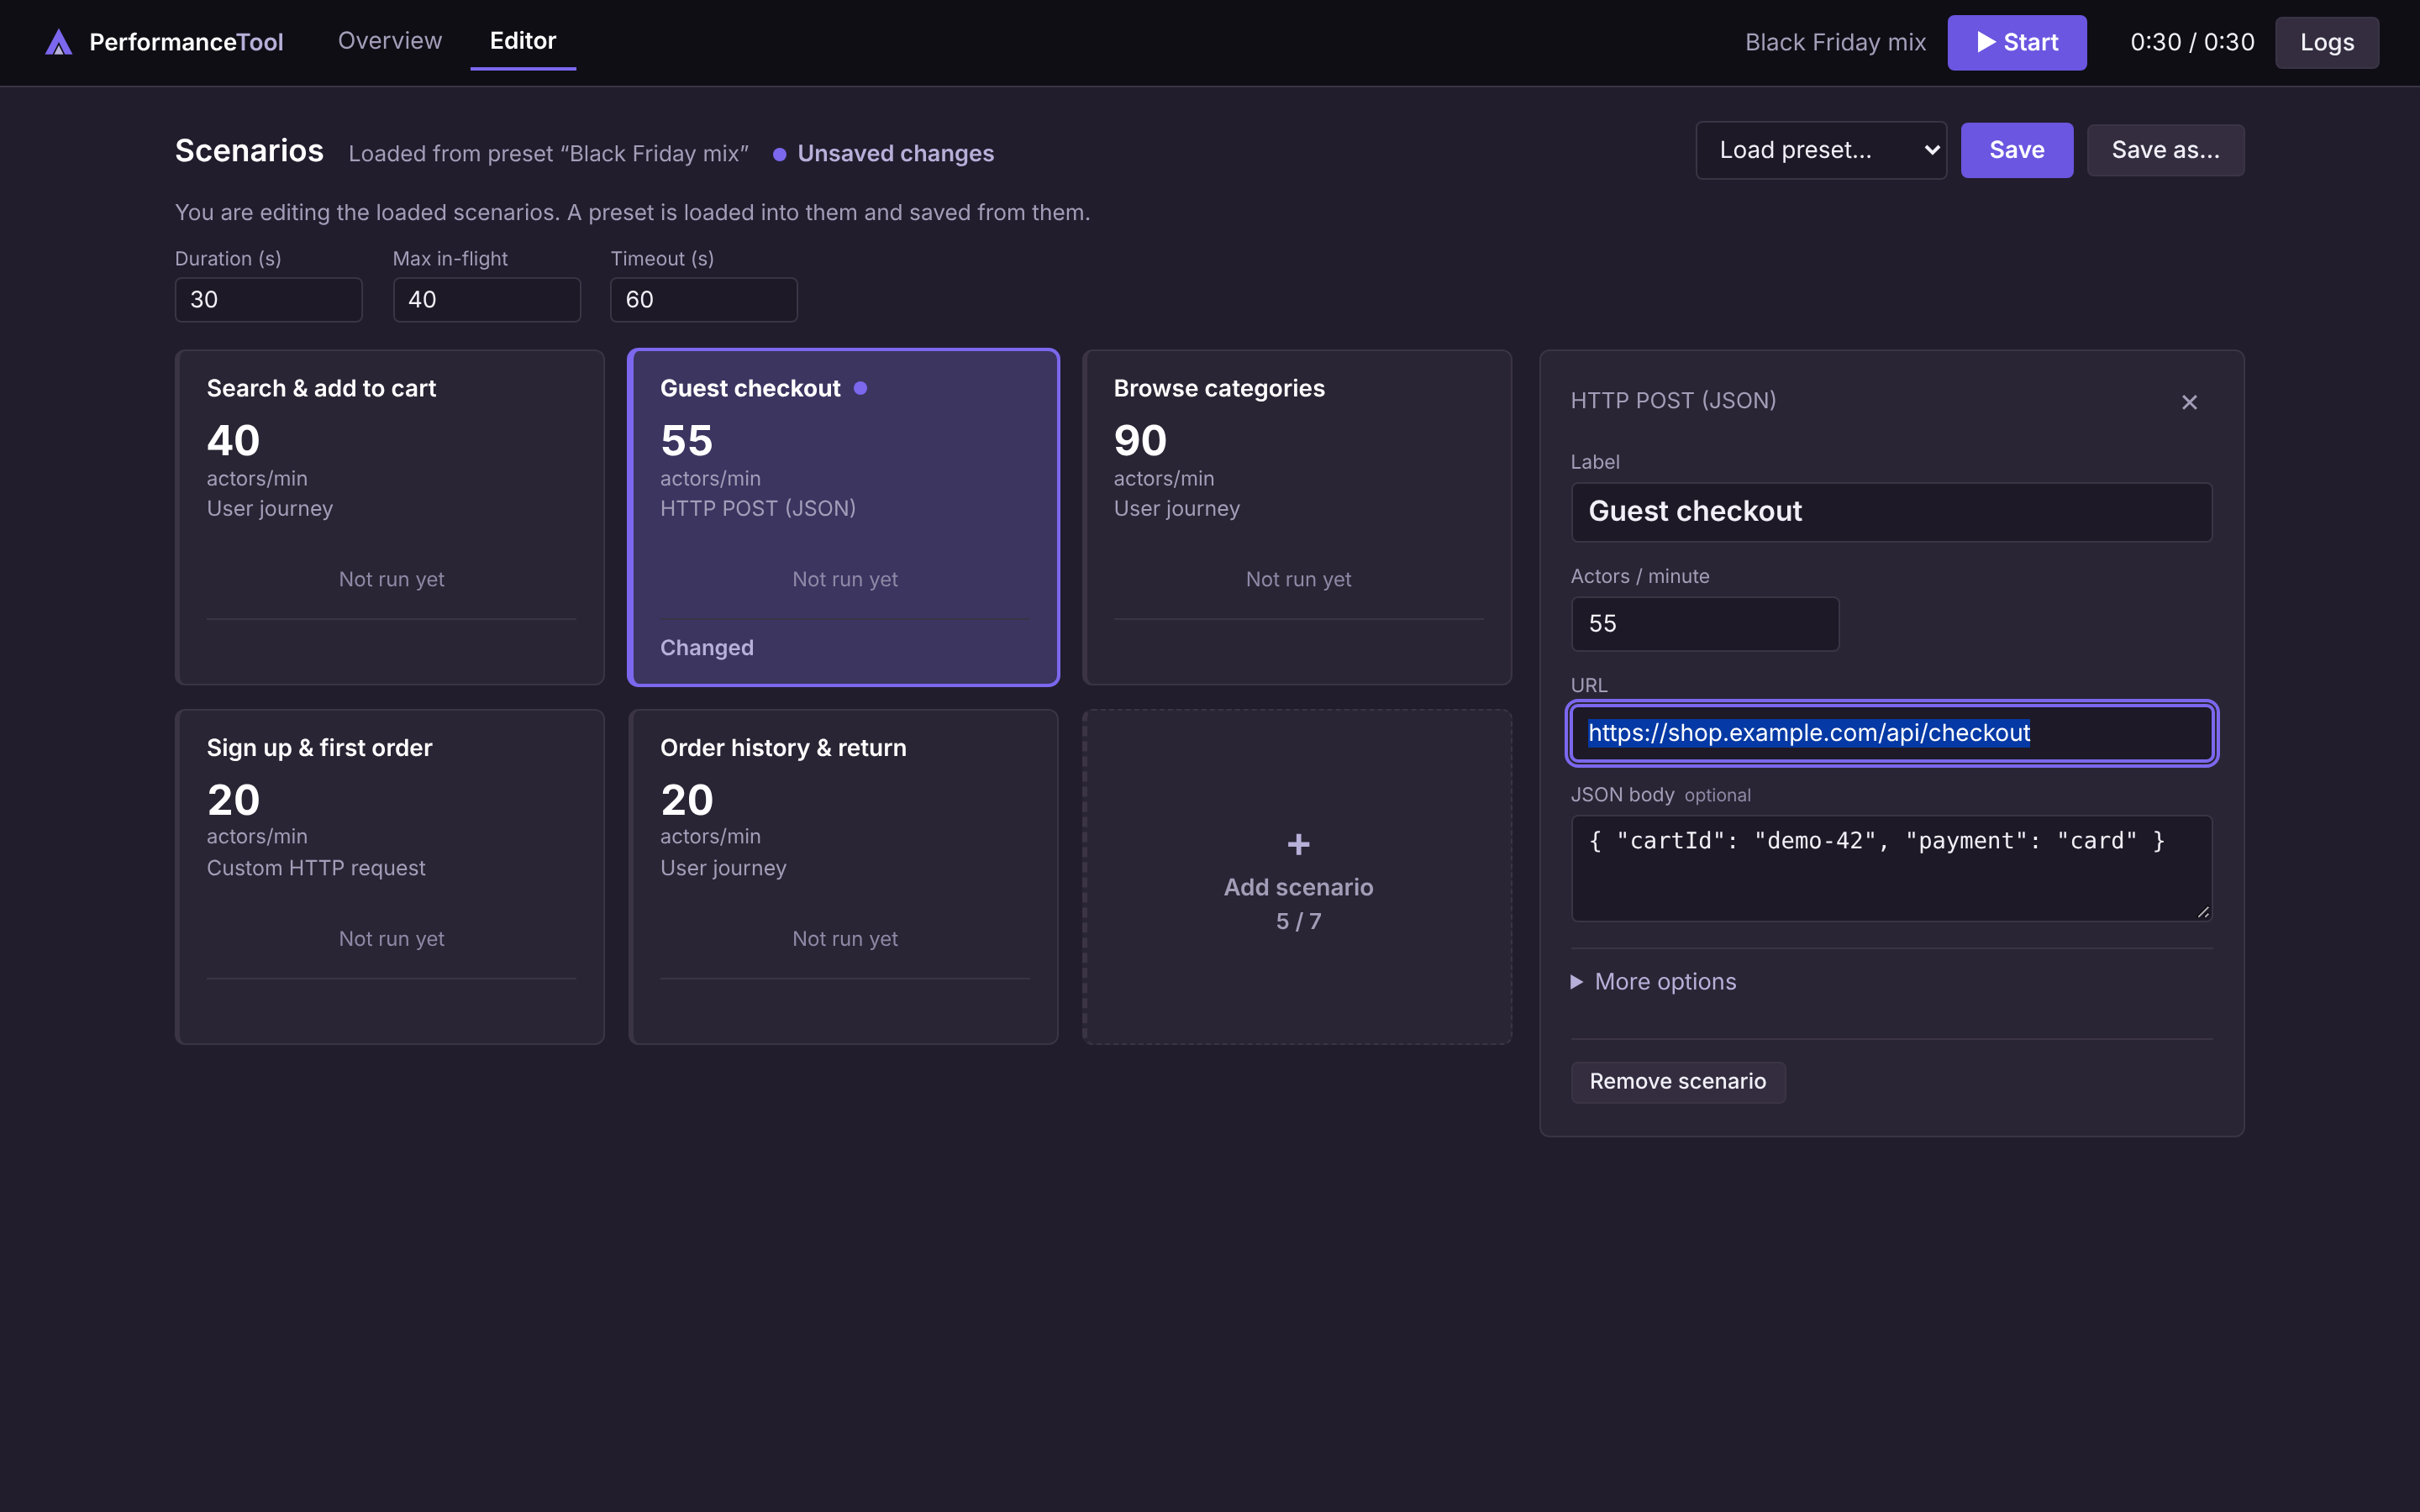 PerformanceTool Overview Editor Black Friday mix ▶ Start 0:30 / 0:30 Logs
Scenarios Loaded from preset “Black Friday mix” Unsaved changes Load preset... Save Save as...
You are editing the loaded scenarios. A preset is loaded into them and saved from them.
Duration (s) Max in-flight Timeout (s)
30 40 60
Search & add to cart
40
actors/min
User journey
Not run yet
Guest checkout
55
actors/min
HTTP POST (JSON)
Not run yet
Changed
Browse categories
90
actors/min
User journey
Not run yet
Sign up & first order
20
actors/min
Custom HTTP request
Not run yet
Order history & return
20
actors/min
User journey
Not run yet
+
Add scenario
5 / 7
HTTP POST (JSON) ×
Label
Guest checkout
Actors / minute
55
URL
https://shop.example.com/api/checkout
JSON body optional
{ "cartId": "demo-42", "payment": "card" }
▶ More options
Remove scenario